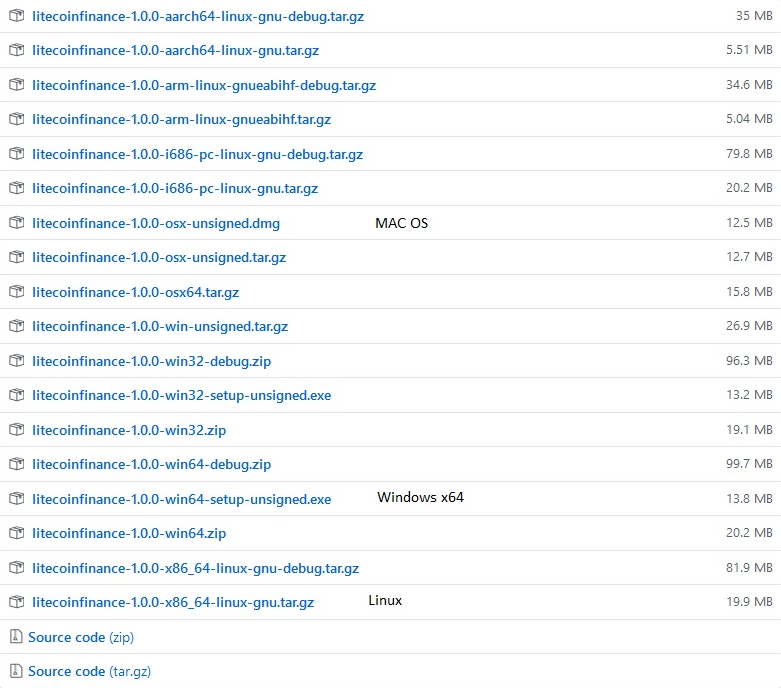 litecoinfinance-1.0.0-aarch64-linux-gnu-debug.tar.gz 35 MB
litecoinfinance-1.0.0-aarch64-linux-gnu.tar.gz 5.51 MB
litecoinfinance-1.0.0-arm-linux-gnueabihf-debug.tar.gz 34.6 MB
litecoinfinance-1.0.0-arm-linux-gnueabihf.tar.gz 5.04 MB
litecoinfinance-1.0.0-i686-pc-linux-gnu-debug.tar.gz 79.8 MB
litecoinfinance-1.0.0-i686-pc-linux-gnu.tar.gz 20.2 MB
litecoinfinance-1.0.0-osx-unsigned.dmg MAC OS 12.5 MB
litecoinfinance-1.0.0-osx-unsigned.tar.gz 12.7 MB
litecoinfinance-1.0.0-osx64.tar.gz 15.8 MB
litecoinfinance-1.0.0-win-unsigned.tar.gz 26.9 MB
litecoinfinance-1.0.0-win32-debug.zip 96.3 MB
litecoinfinance-1.0.0-win32-setup-unsigned.exe 13.2 MB
litecoinfinance-1.0.0-win32.zip 19.1 MB
litecoinfinance-1.0.0-win64-debug.zip 99.7 MB
litecoinfinance-1.0.0-win64-setup-unsigned.exe Windows x64 13.8 MB
litecoinfinance-1.0.0-win64.zip 20.2 MB
litecoinfinance-1.0.0-x86_64-linux-gnu-debug.tar.gz 81.9 MB
litecoinfinance-1.0.0-x86_64-linux-gnu.tar.gz Linux 19.9 MB
Source code (zip)
Source code (tar.gz)